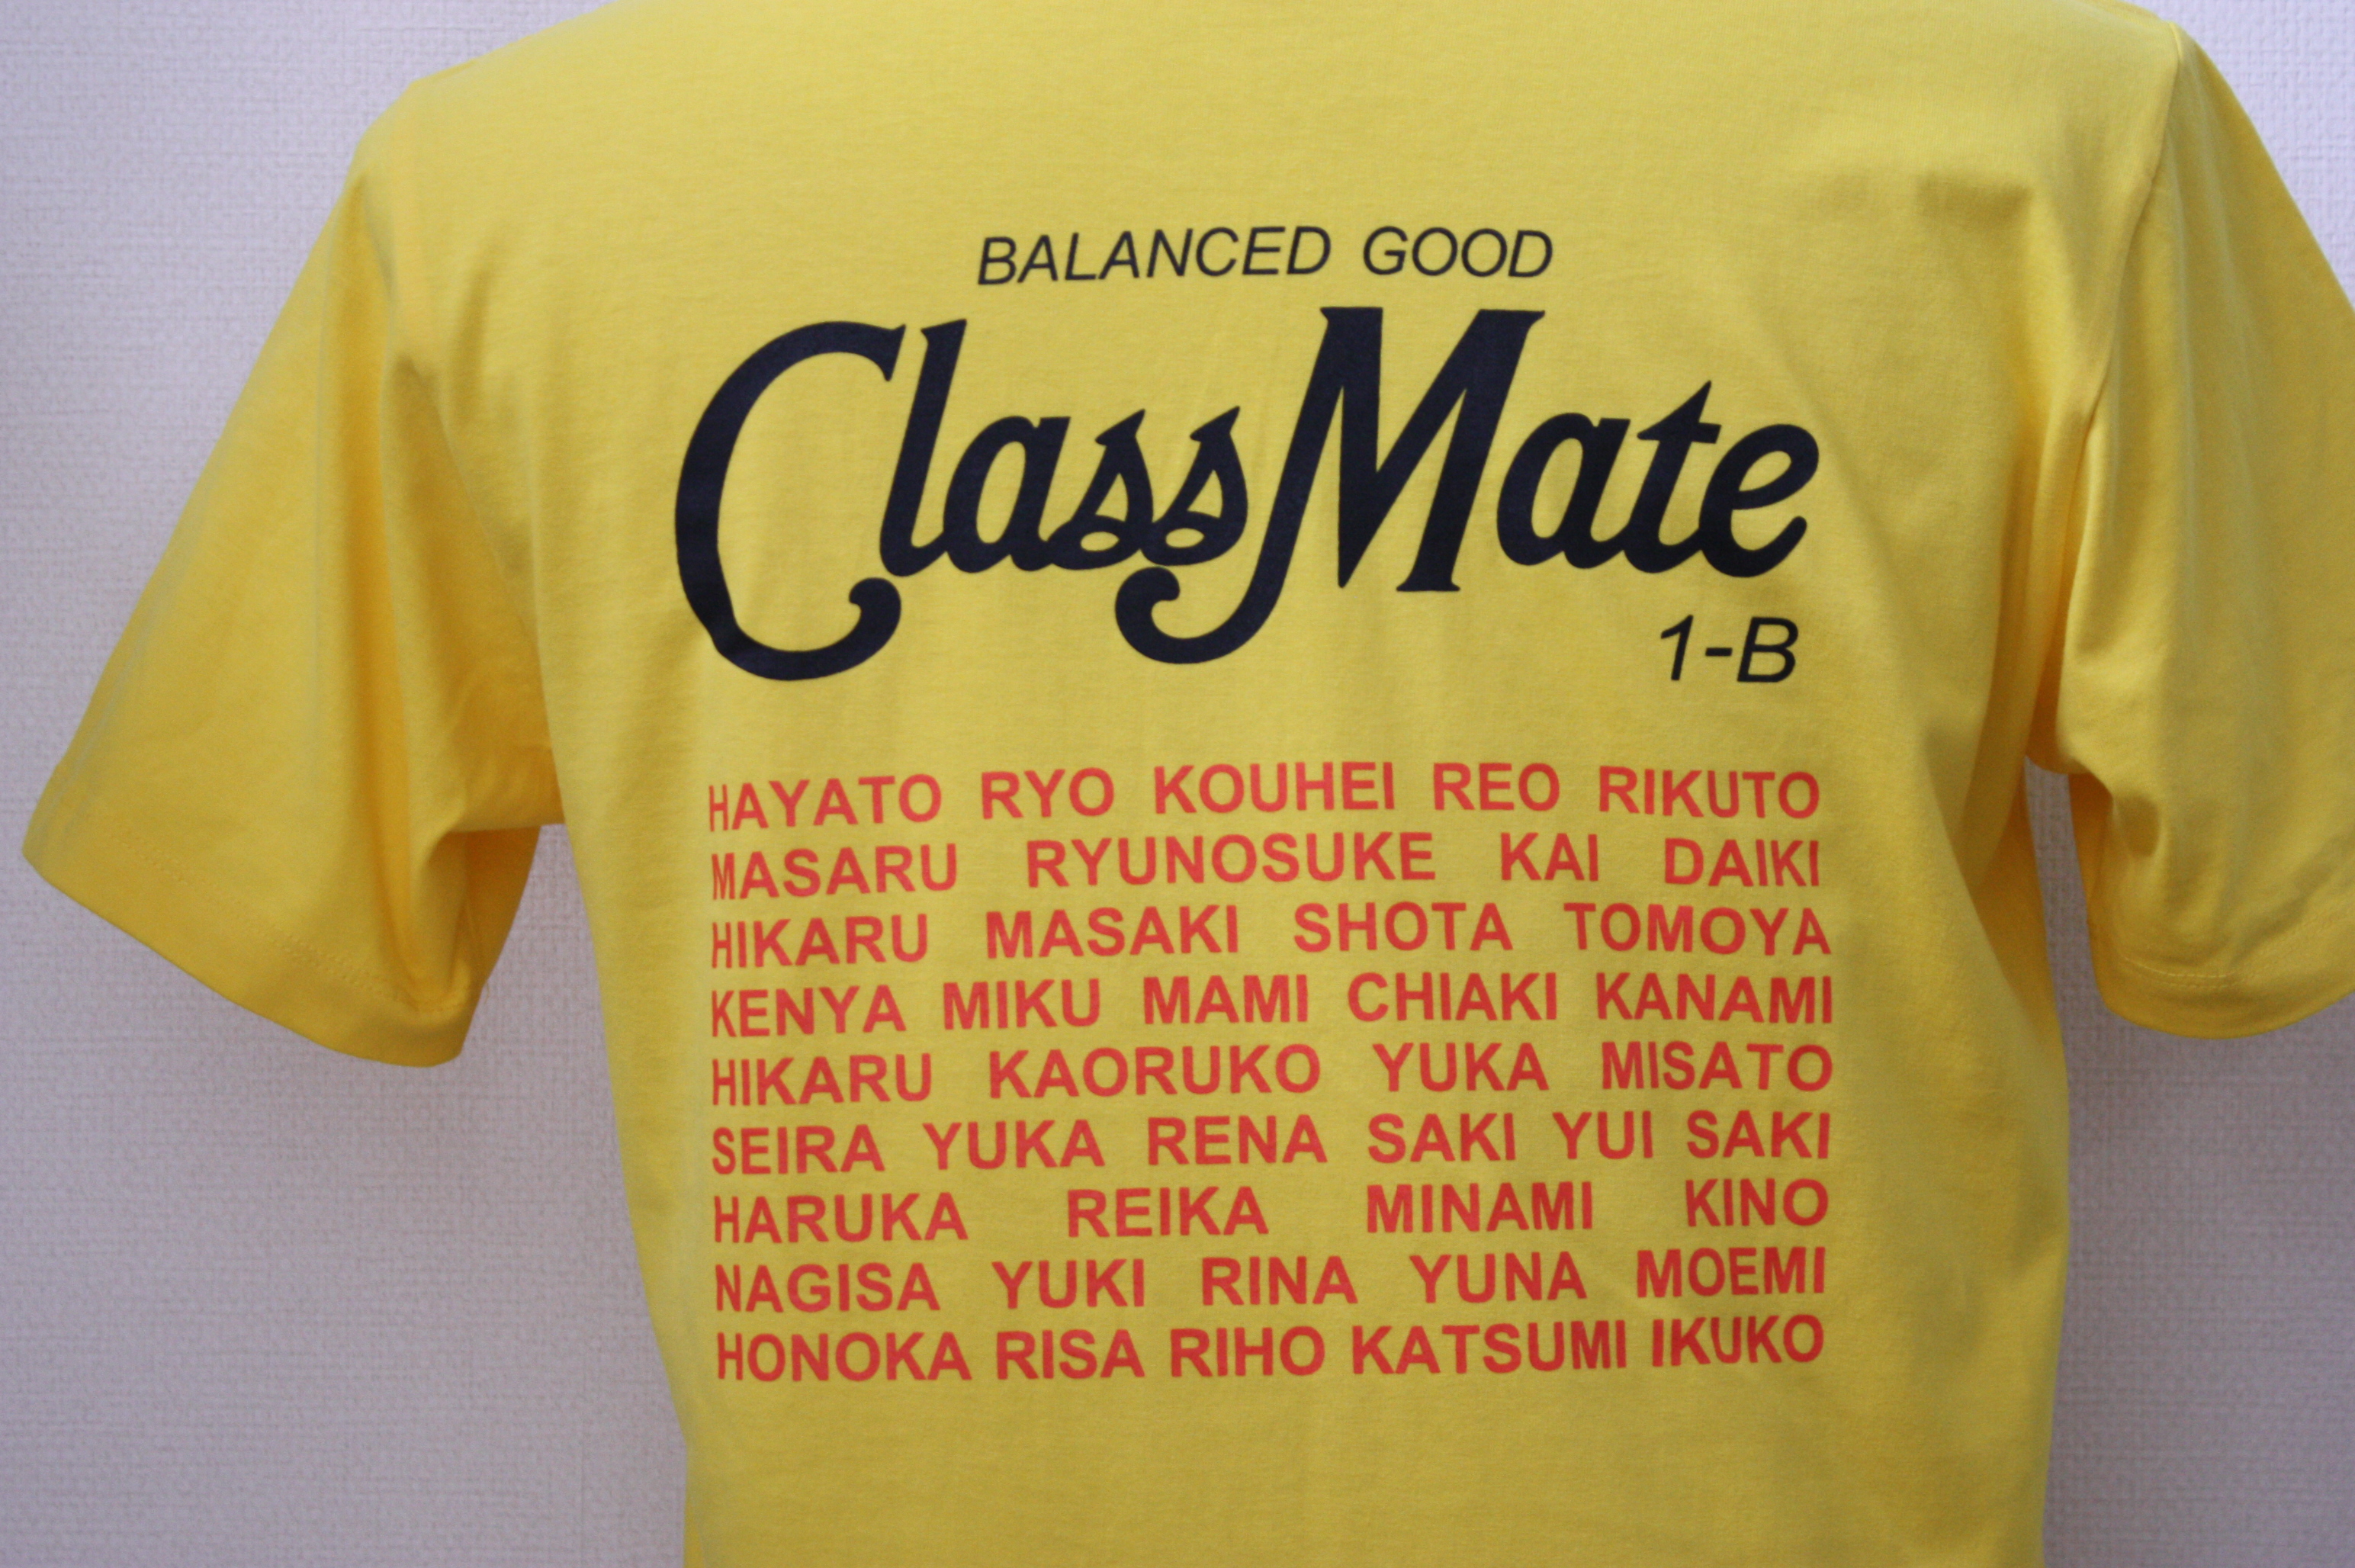 BALANCED GOOD
ClassMate
1-B
HAYATO RYO KOUHEI REO RIKUTO
MASARU RYUNOSUKE KAI DAIKI
HIKARU MASAKI SHOTA TOMOYA
KENYA MIKU MAMI CHIAKI KANAMI
HIKARU KAORUKO YUKA MISATO
SEIRA YUKA RENA SAKI YUI SAKI
HARUKA REIKA MINAMI KINO
NAGISA YUKI RINA YUNA MOEMI
HONOKA RISA RIHO KATSUMI IKUKO